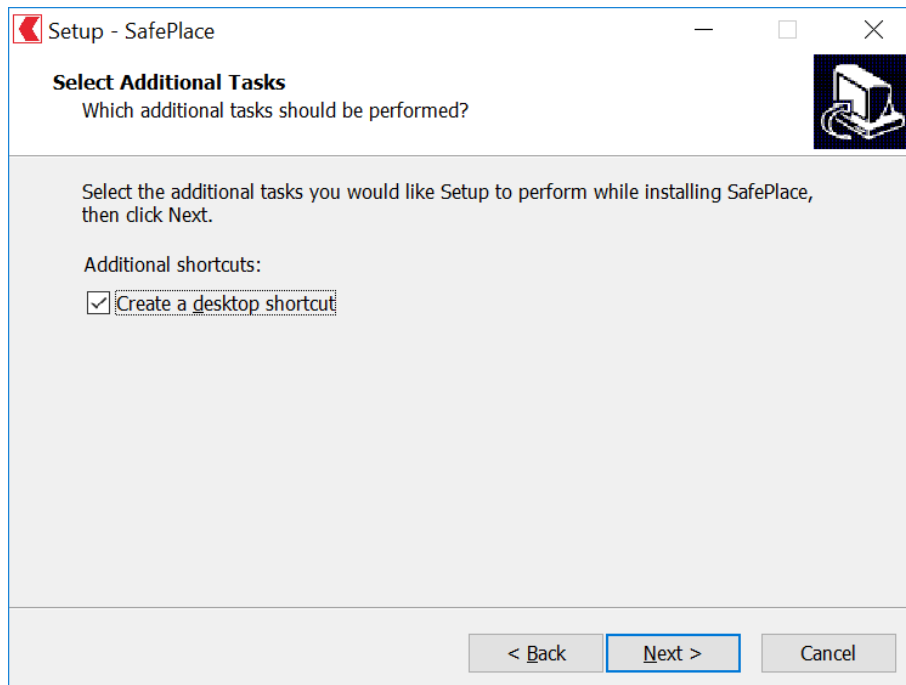 Setup - SafePlace
Select Additional Tasks
Which additional tasks should be performed?
Select the additional tasks you would like Setup to perform while installing SafePlace,
then click Next.
Additional shortcuts:
Create a desktop shortcut
< Back
Next >
Cancel